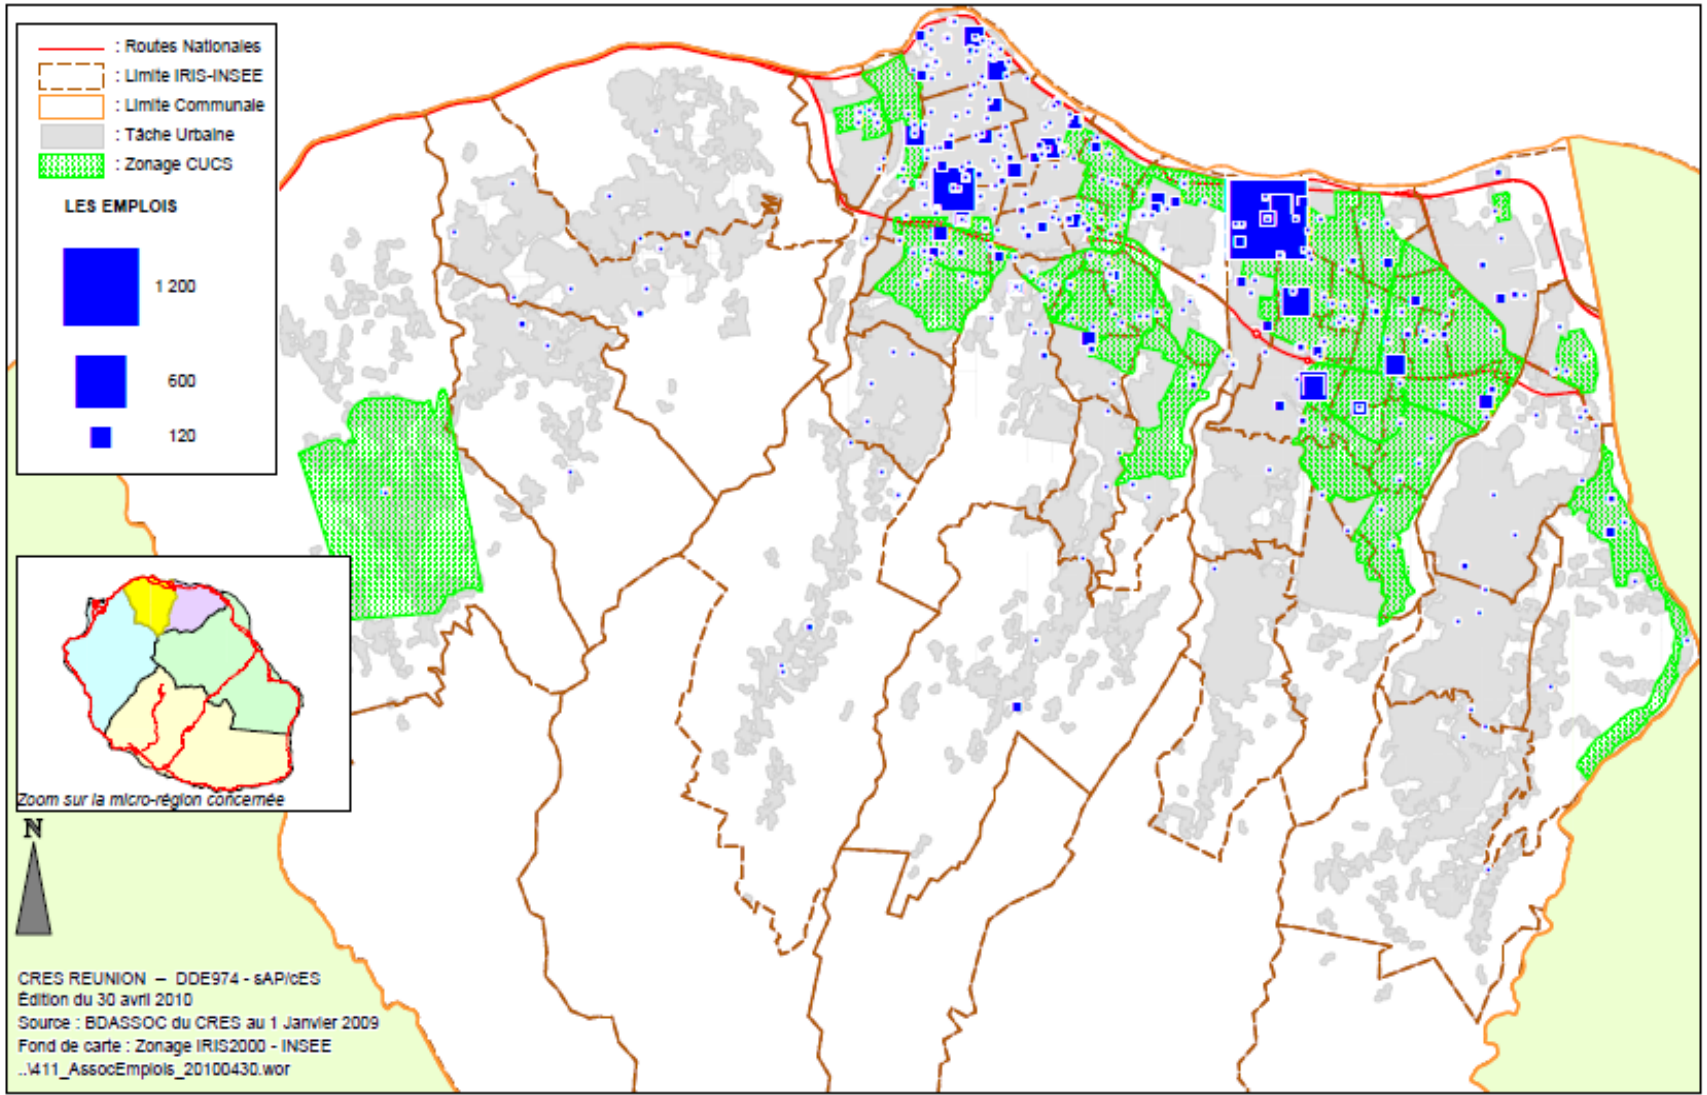 : Routes Nationales
: Limite IRIS-INSEE
: Limite Communale
: Tâche Urbaine
: Zonage CUCS
LES EMPLOIS
1 200
600
120
Zoom sur la micro-région concernée
N
CRES REUNION – DDE974 - sAP/cES
Édition du 30 avril 2010
Source : BDASSOC du CRES au 1 Janvier 2009
Fond de carte : Zonage IRIS2000 - INSEE
..\411_AssocEmplois_20100430.wor